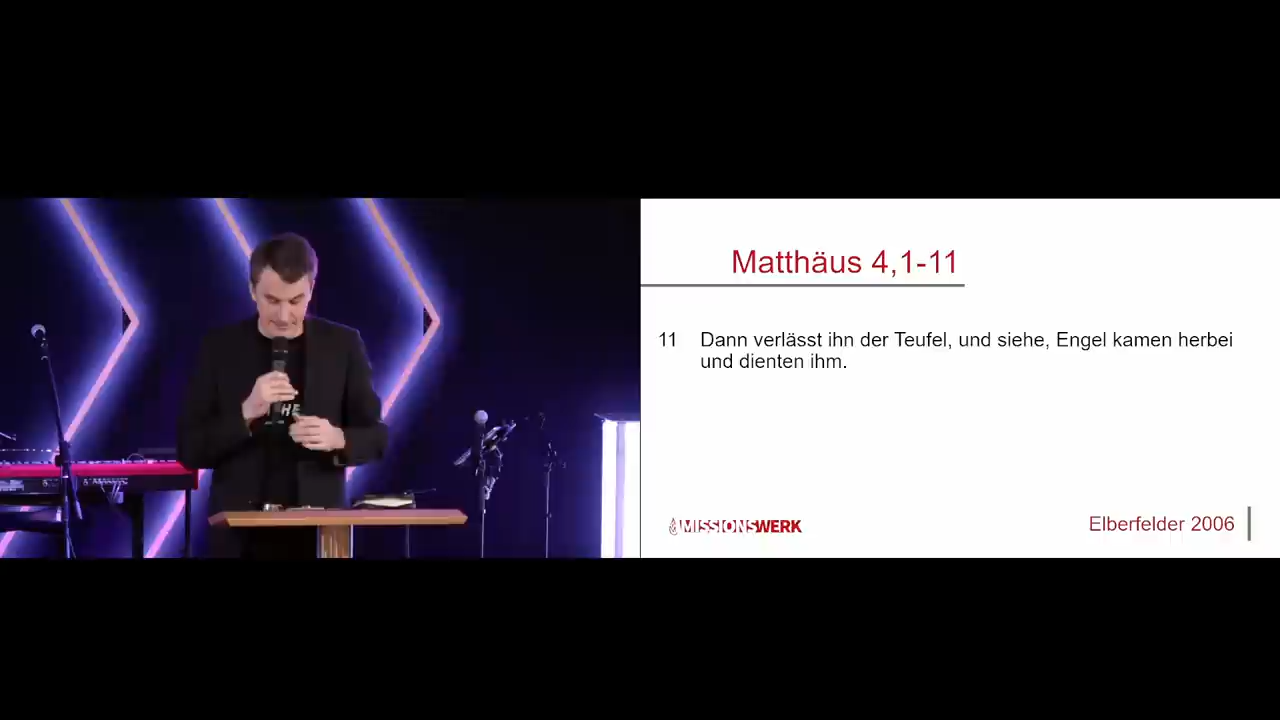 Matthäus 4,1-11
11 Dann verlässt ihn der Teufel, und siehe, Engel kamen herbei
und dienten ihm.
MISSIONSWERK
Elberfelder 2006